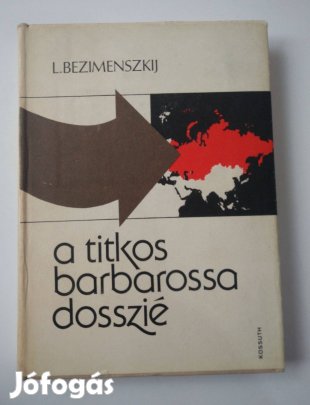 L.BEZIMENSZKIJ
a titkos
barbarossa
dosszié
KOSSUTH
Jófogás